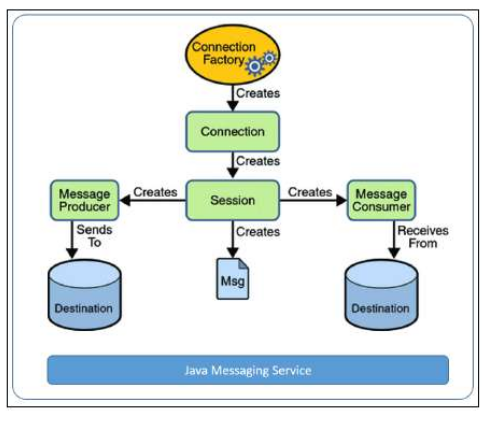 Connection
Factory
Creates
Connection
Creates
Message
Producer
Creates
Session
Creates
Message
Consumer
Sends
To
Creates
Receives
From
Msg
Destination
Destination
Java Messaging Service